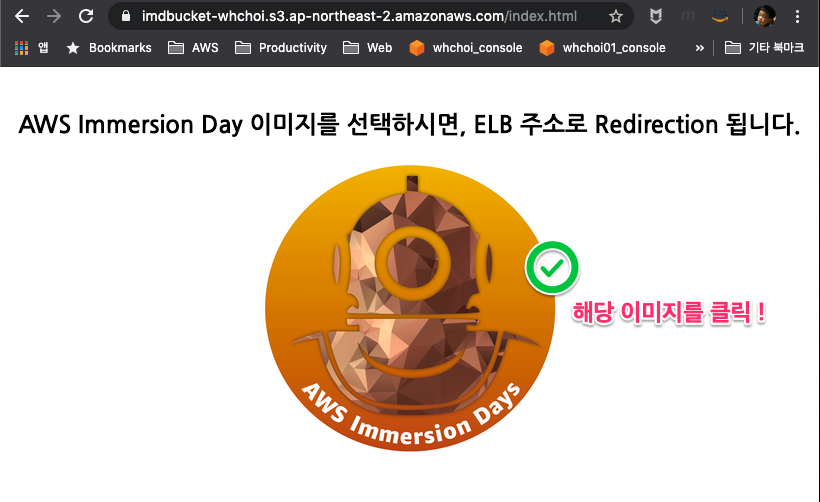 imdbucket-whchoi.s3.ap-northeast-2.amazonaws.com/index.html
앱 Bookmarks AWS Productivity Web whchoi_console whchoi01_console » 기타 북마크
AWS Immersion Day 이미지를 선택하시면, ELB 주소로 Redirection 됩니다.
해당 이미지를 클릭 !
AWS Immersion Days